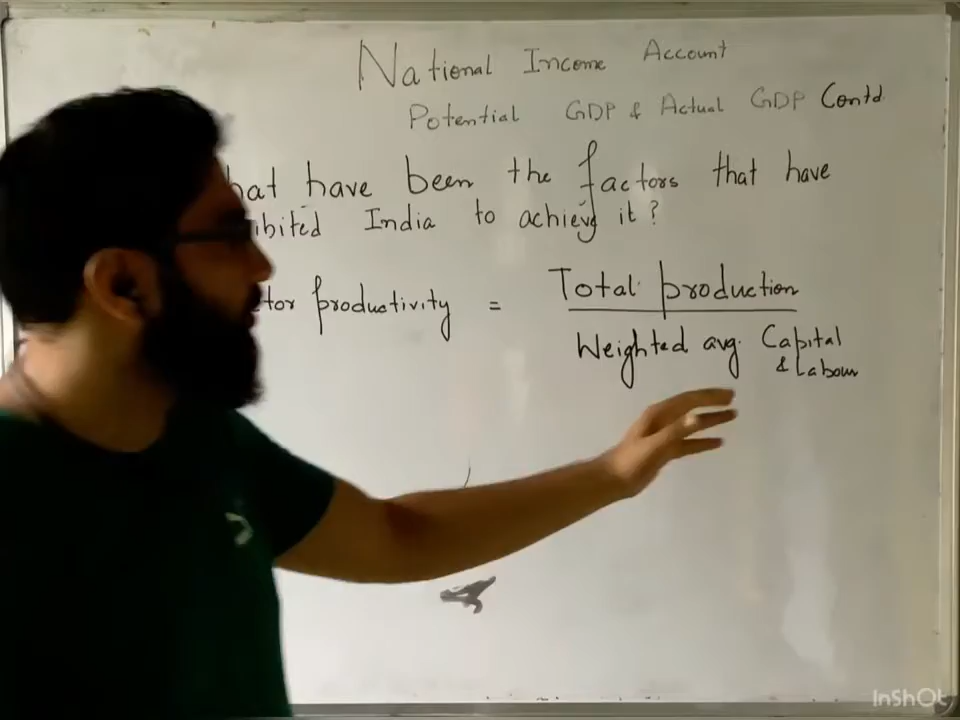 National Income Account
Potential GDP & Actual GDP Contd
hat have been the factors that have
ibited India to achieve it?
tor productivity = Total production
Weighted avg. Capital
& Labour
InShOt